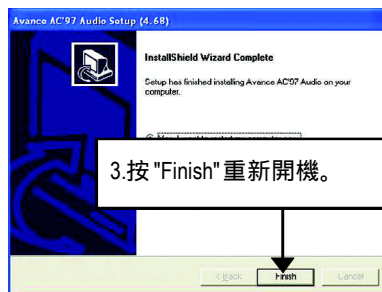 Avance AC'97 Audio Setup (4.68)
InstallShield Wizard Complete
Setup has finished installing Avance AC'97 Audio on your
computer.
3.按"Finish"重新開機。
< Back
Finish
Cancel